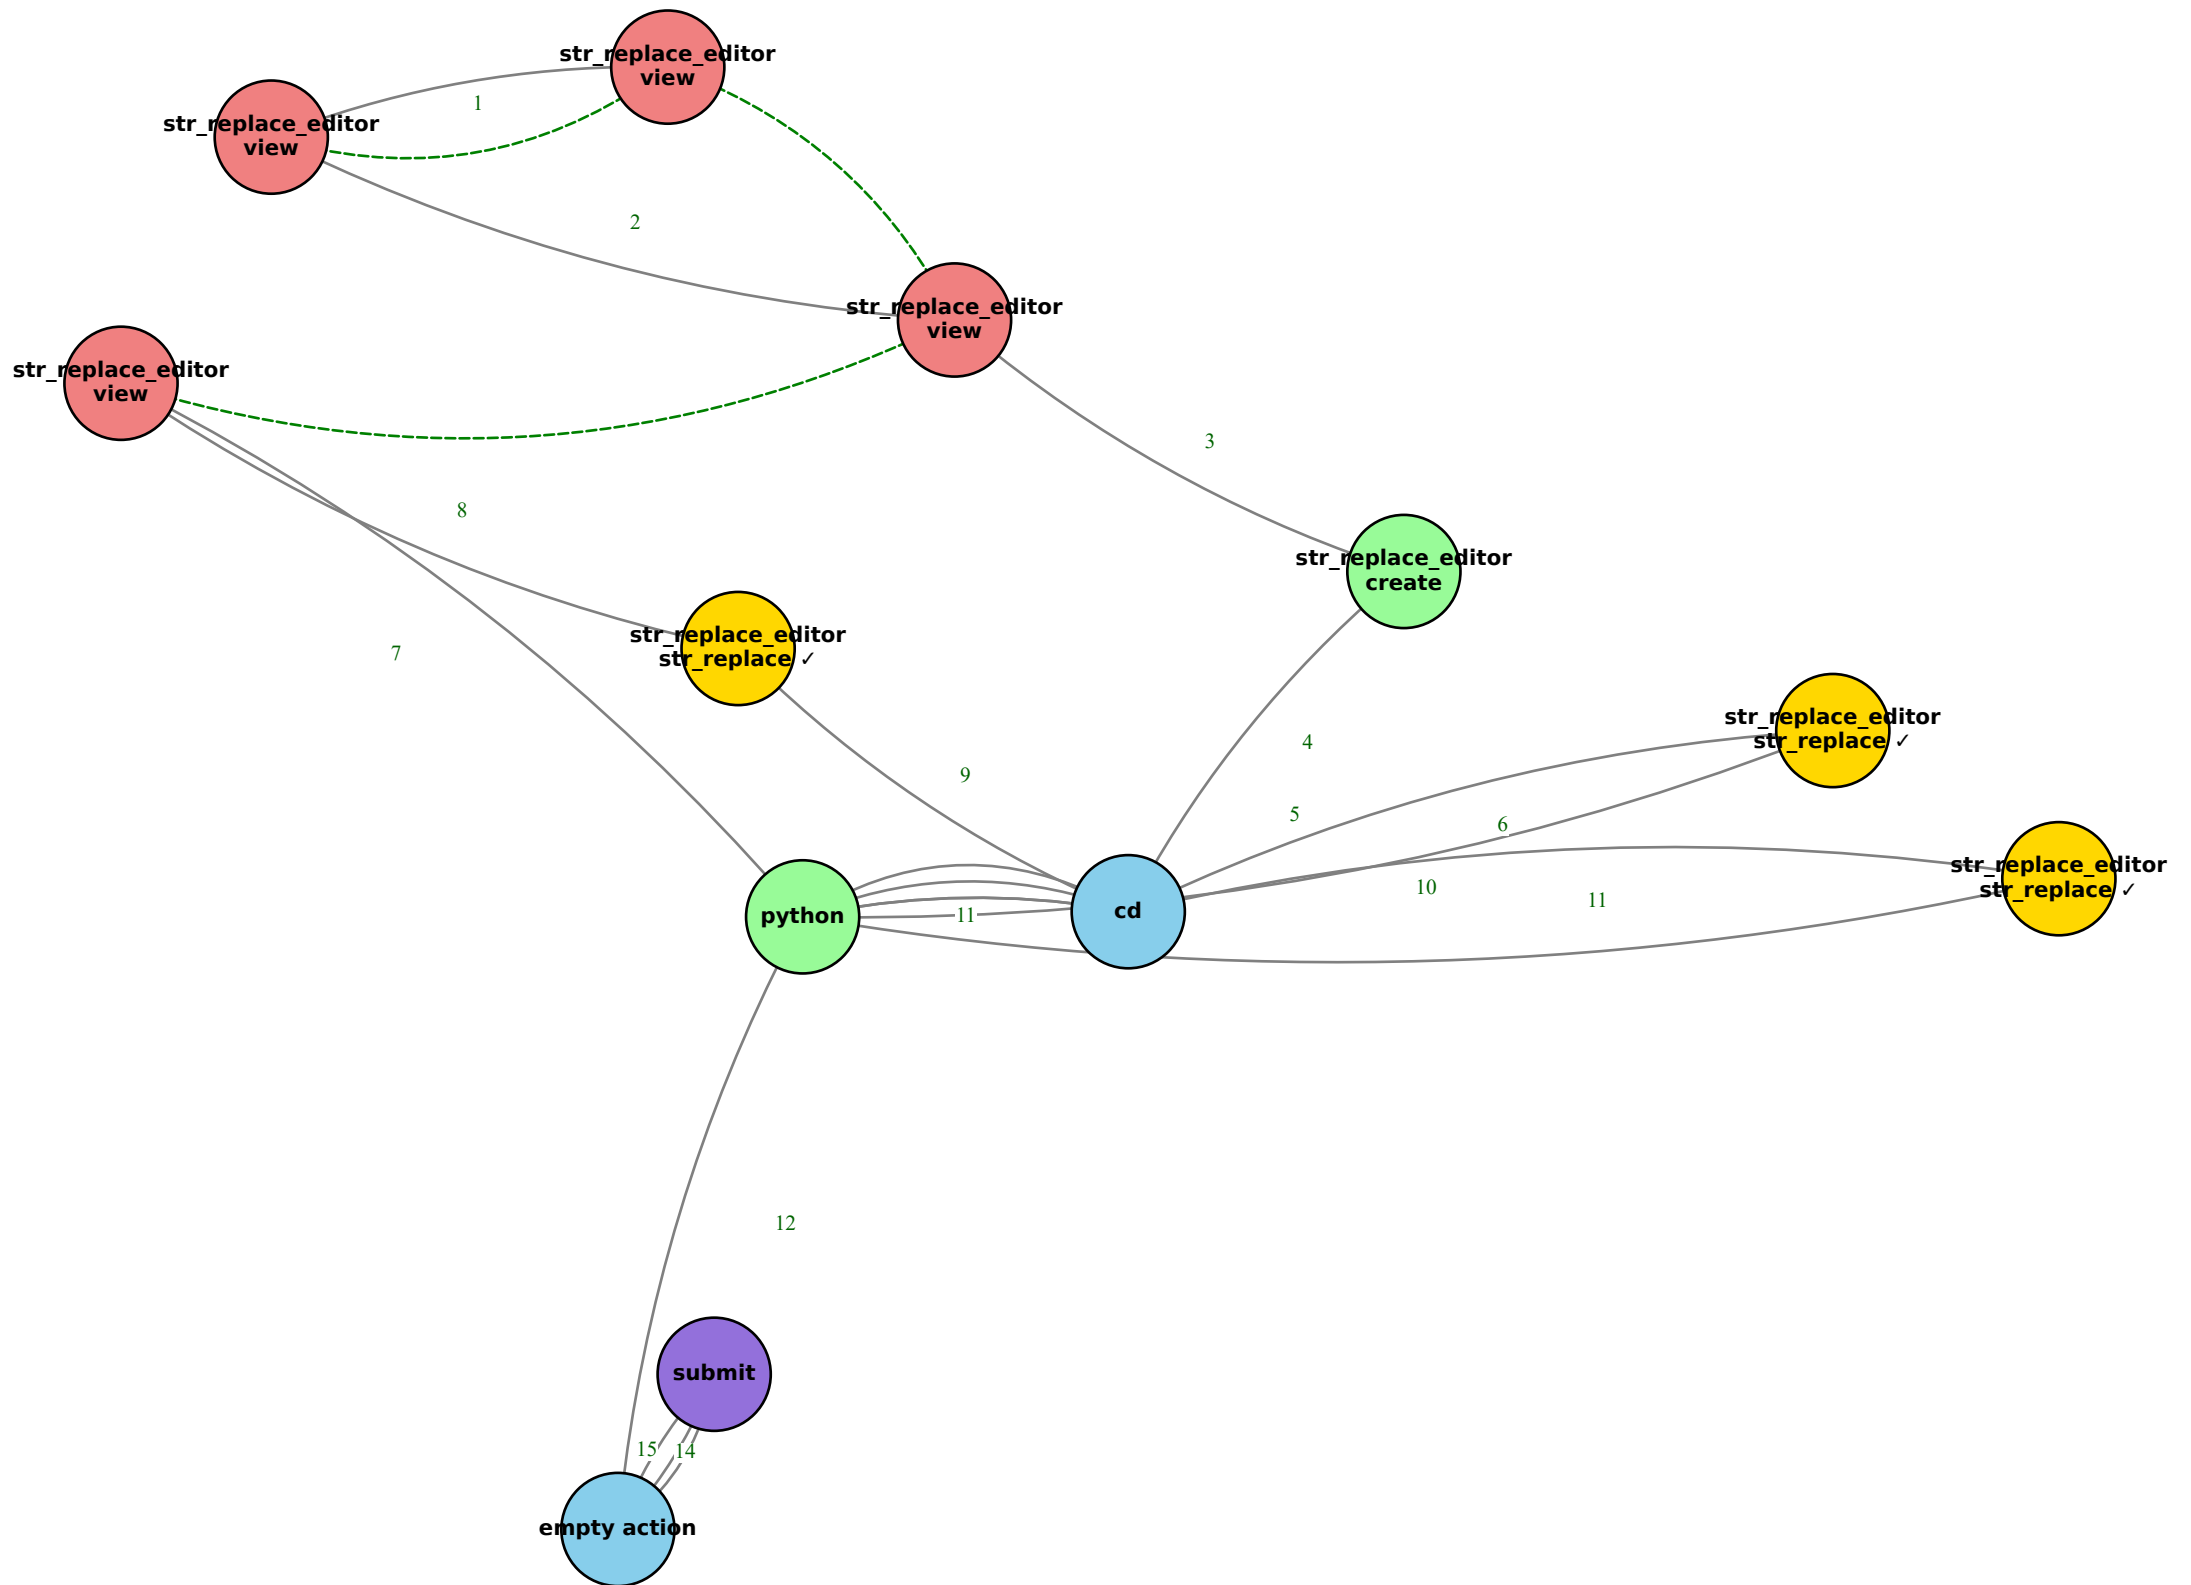 str_replace_editor
view
str_replace_editor
view
1
2
str_replace_editor
view
str_replace_editor
view
3
8
str_replace_editor
create
7
str_replace_editor
str_replace ✓
str_replace_editor
str_replace ✓
4
9
5
6
str_replace_editor
str_replace ✓
10
11
python
11
cd
12
submit
15
14
empty action